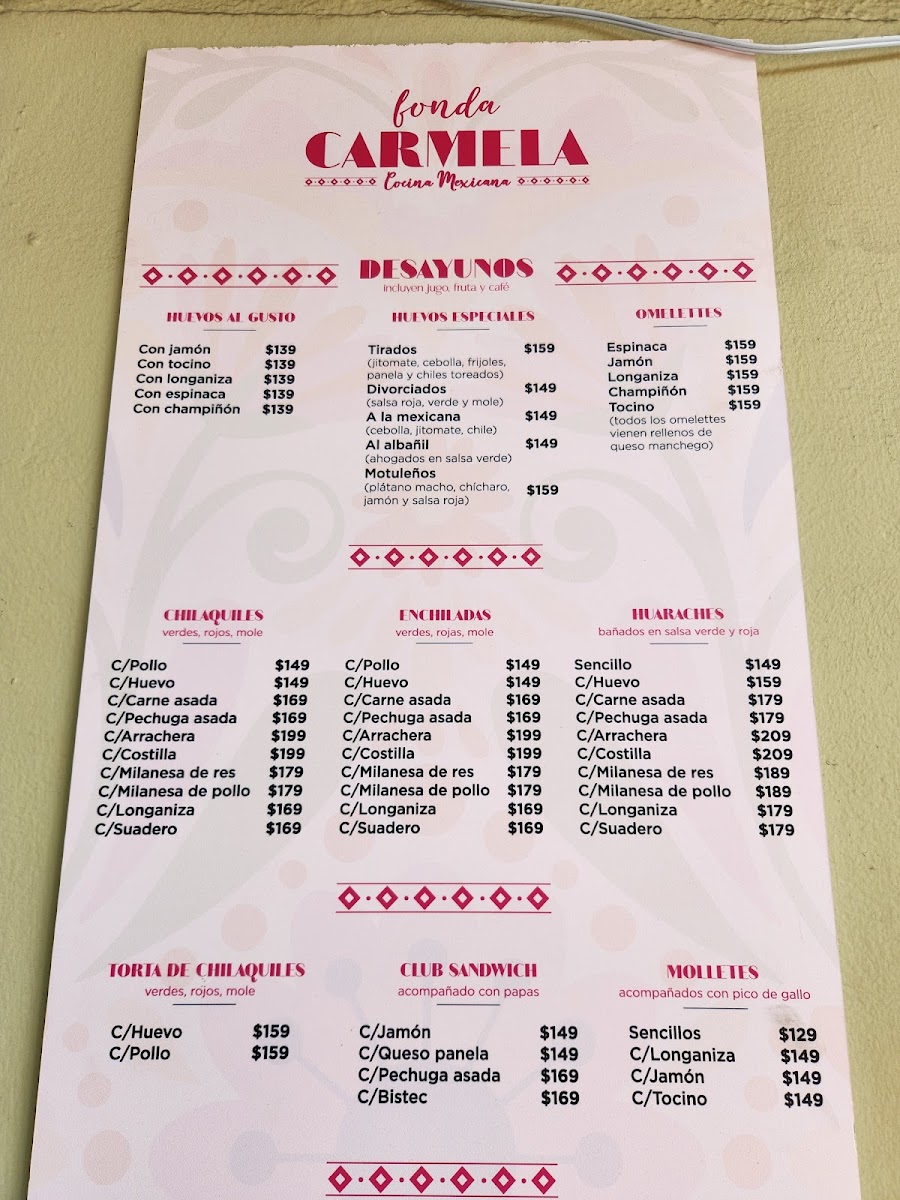 fonda
CARMELA
Cocina Mexicana
DESAYUNOS
incluyen jugo, fruta y café
HUEVOS AL GUSTO
Con jamón $139
Con tocino $139
Con longaniza $139
Con espinaca $139
Con champiñón $139
HUEVOS ESPECIALES
Tirados $159
(jitomate, cebolla, frijoles,
panela y chiles toreados)
Divorciados $149
(salsa roja, verde y mole)
A la mexicana $149
(cebolla, jitomate, chile)
Al albañil $149
(ahogados en salsa verde)
Motuleños
(plátano macho, chícharo, $159
jamón y salsa roja)
OMELETTES
Espinaca $159
Jamón $159
Longaniza $159
Champiñón $159
Tocino $159
(todos los omelettes
vienen rellenos de
queso manchego)
CHILAQUILES
verdes, rojos, mole
C/Pollo $149
C/Huevo $149
C/Carne asada $169
C/Pechuga asada $169
C/Arrachera $199
C/Costilla $199
C/Milanesa de res $179
C/Milanesa de pollo $179
C/Longaniza $169
C/Suadero $169
ENCHILADAS
verdes, rojas, mole
C/Pollo $149
C/Huevo $149
C/Carne asada $169
C/Pechuga asada $169
C/Arrachera $199
C/Costilla $199
C/Milanesa de res $179
C/Milanesa de pollo $179
C/Longaniza $169
C/Suadero $169
HUARACHES
bañados en salsa verde y roja
Sencillo $149
C/Huevo $159
C/Carne asada $179
C/Pechuga asada $179
C/Arrachera $209
C/Costilla $209
C/Milanesa de res $189
C/Milanesa de pollo $189
C/Longaniza $179
C/Suadero $179
TORTA DE CHILAQUILES
verdes, rojos, mole
C/Huevo $159
C/Pollo $159
CLUB SANDWICH
acompañado con papas
C/Jamón $149
C/Queso panela $149
C/Pechuga asada $169
C/Bistec $169
MOLLETES
acompañados con pico de gallo
Sencillos $129
C/Longaniza $149
C/Jamón $149
C/Tocino $149